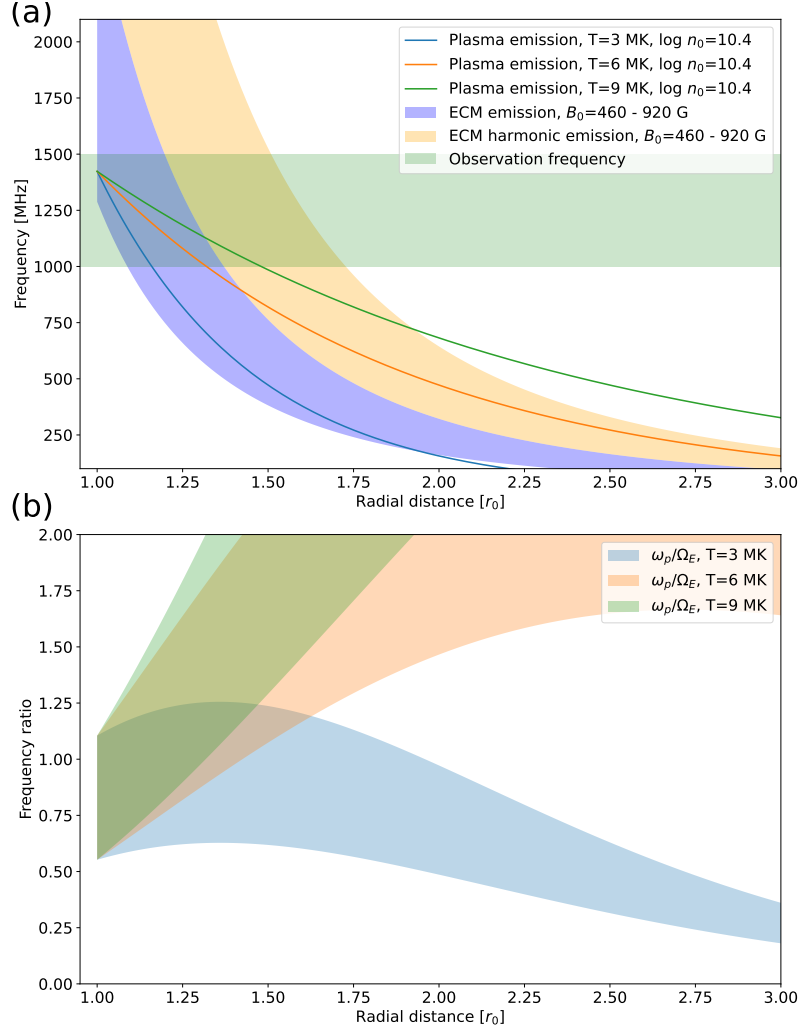 (a)
2000
1750
1500
1250
1000
750
500
250
Frequency [MHz]
Plasma emission, T=3 MK, log n₀=10.4
Plasma emission, T=6 MK, log n₀=10.4
Plasma emission, T=9 MK, log n₀=10.4
ECM emission, B₀=460 - 920 G
ECM harmonic emission, B₀=460 - 920 G
Observation frequency
1.00 1.25 1.50 1.75 2.00 2.25 2.50 2.75 3.00
Radial distance [r₀]
(b)
2.00
1.75
1.50
1.25
1.00
0.75
0.50
0.25
0.00
Frequency ratio
ωₚ/Ω_E, T=3 MK
ωₚ/Ω_E, T=6 MK
ωₚ/Ω_E, T=9 MK
1.00 1.25 1.50 1.75 2.00 2.25 2.50 2.75 3.00
Radial distance [r₀]